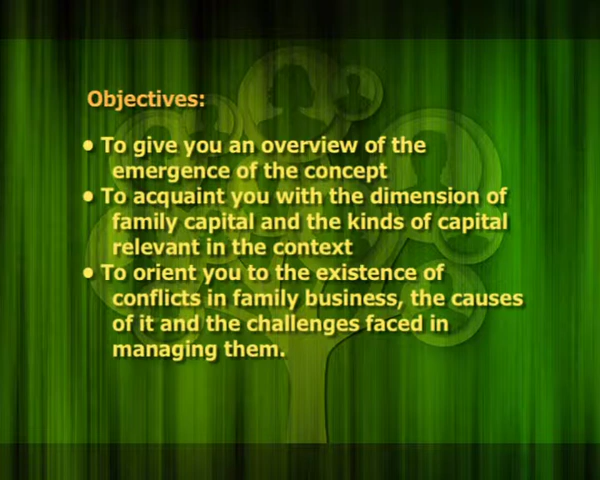 Objectives:
• To give you an overview of the
emergence of the concept
• To acquaint you with the dimension of
family capital and the kinds of capital
relevant in the context
• To orient you to the existence of
conflicts in family business, the causes
of it and the challenges faced in
managing them.